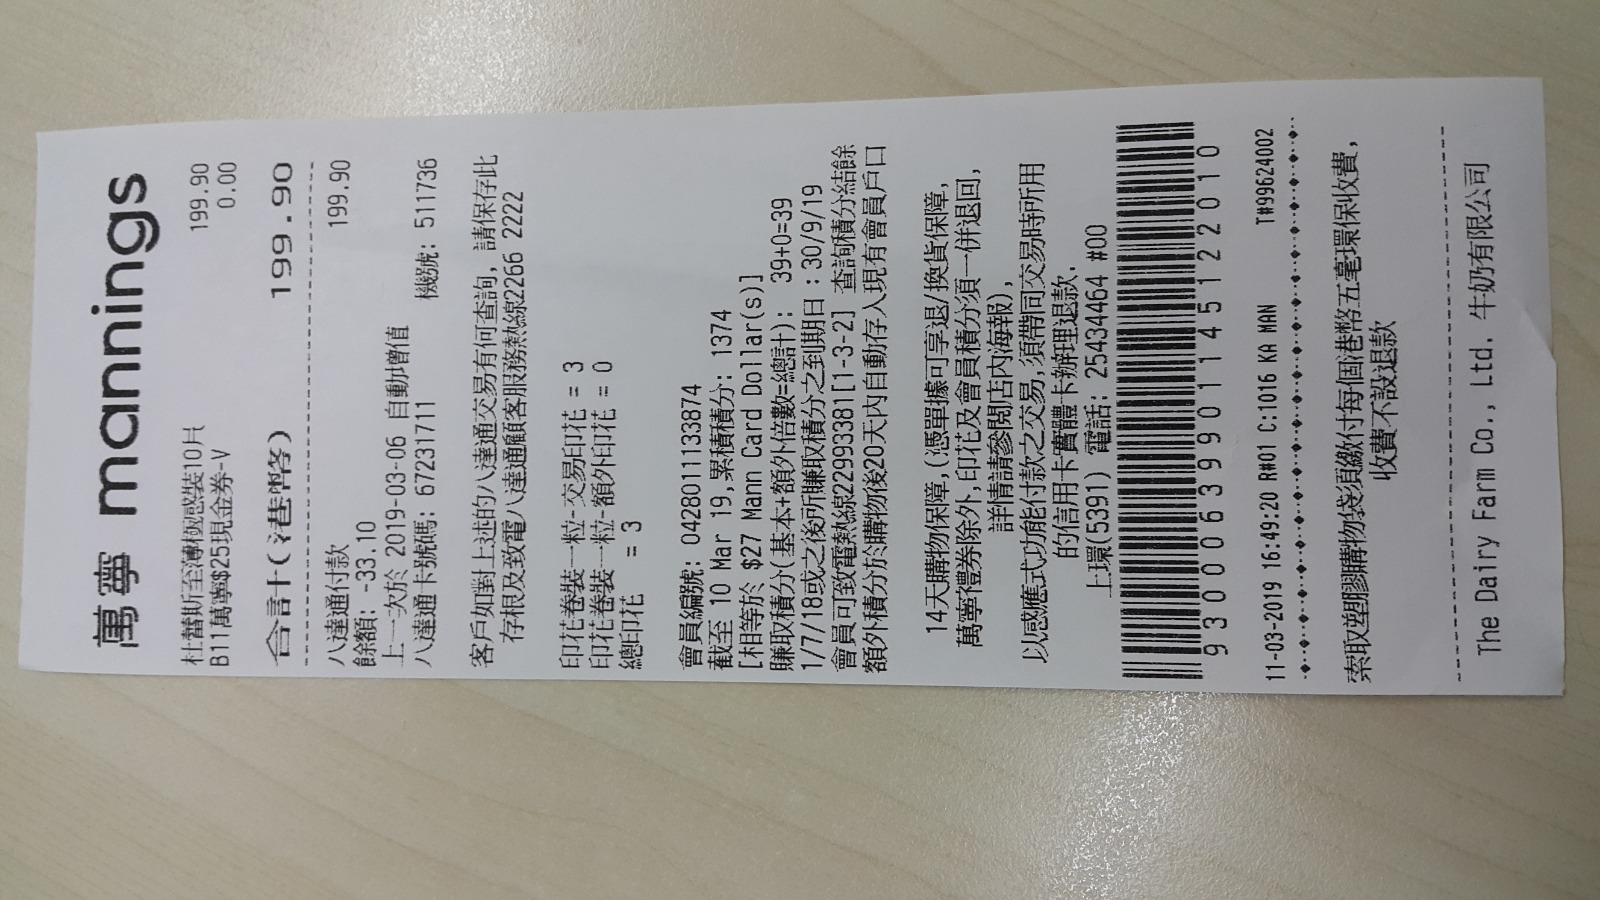 萬寧 mannings
杜蕾斯至薄極感裝10片 199.90
B11萬寧$25現金券-V 0.00
合計(港幣) 199.90
八達通付款 199.90
餘額: -33.10
上一次於 2019-03-06 自動增值
八達通卡號碼: 67231711 機號: 511736
客戶如對上述的八達通交易有何查詢, 請保存此
存根及致電八達通顧客服務熱線2266 2222
印花卷裝一粒-交易印花 = 3
印花卷裝一粒-額外印花 = 0
總印花 = 3
會員編號: 0428011133874
截至 10 Mar 19,累積積分: 1374
[相等於 $27 Mann Card Dollar(s)]
賺取積分(基本+額外倍數=總計): 39+0=39
1/7/18或之後所賺取積分之到期日：30/9/19
會員可致電熱線22993381[1-3-2] 查詢積分結餘
額外積分於購物後20天內自動存入現有會員戶口
14天購物保障,(憑單據可享退/換貨保障,
萬寧禮券除外,印花及會員積分須一併退回,
詳情請參閱店內海報),
以感應式功能付款之交易,須帶同交易時所用
的信用卡實體卡辦理退款.
上環(5391) 電話: 25434464 #00
93000639901145122010
11-03-2019 16:49:20 R#01 C:1016 KA MAN T#99624002
索取塑膠購物袋須繳付每個港幣五毫環保收費,
收費不設退款
The Dairy Farm Co., Ltd. 牛奶有限公司